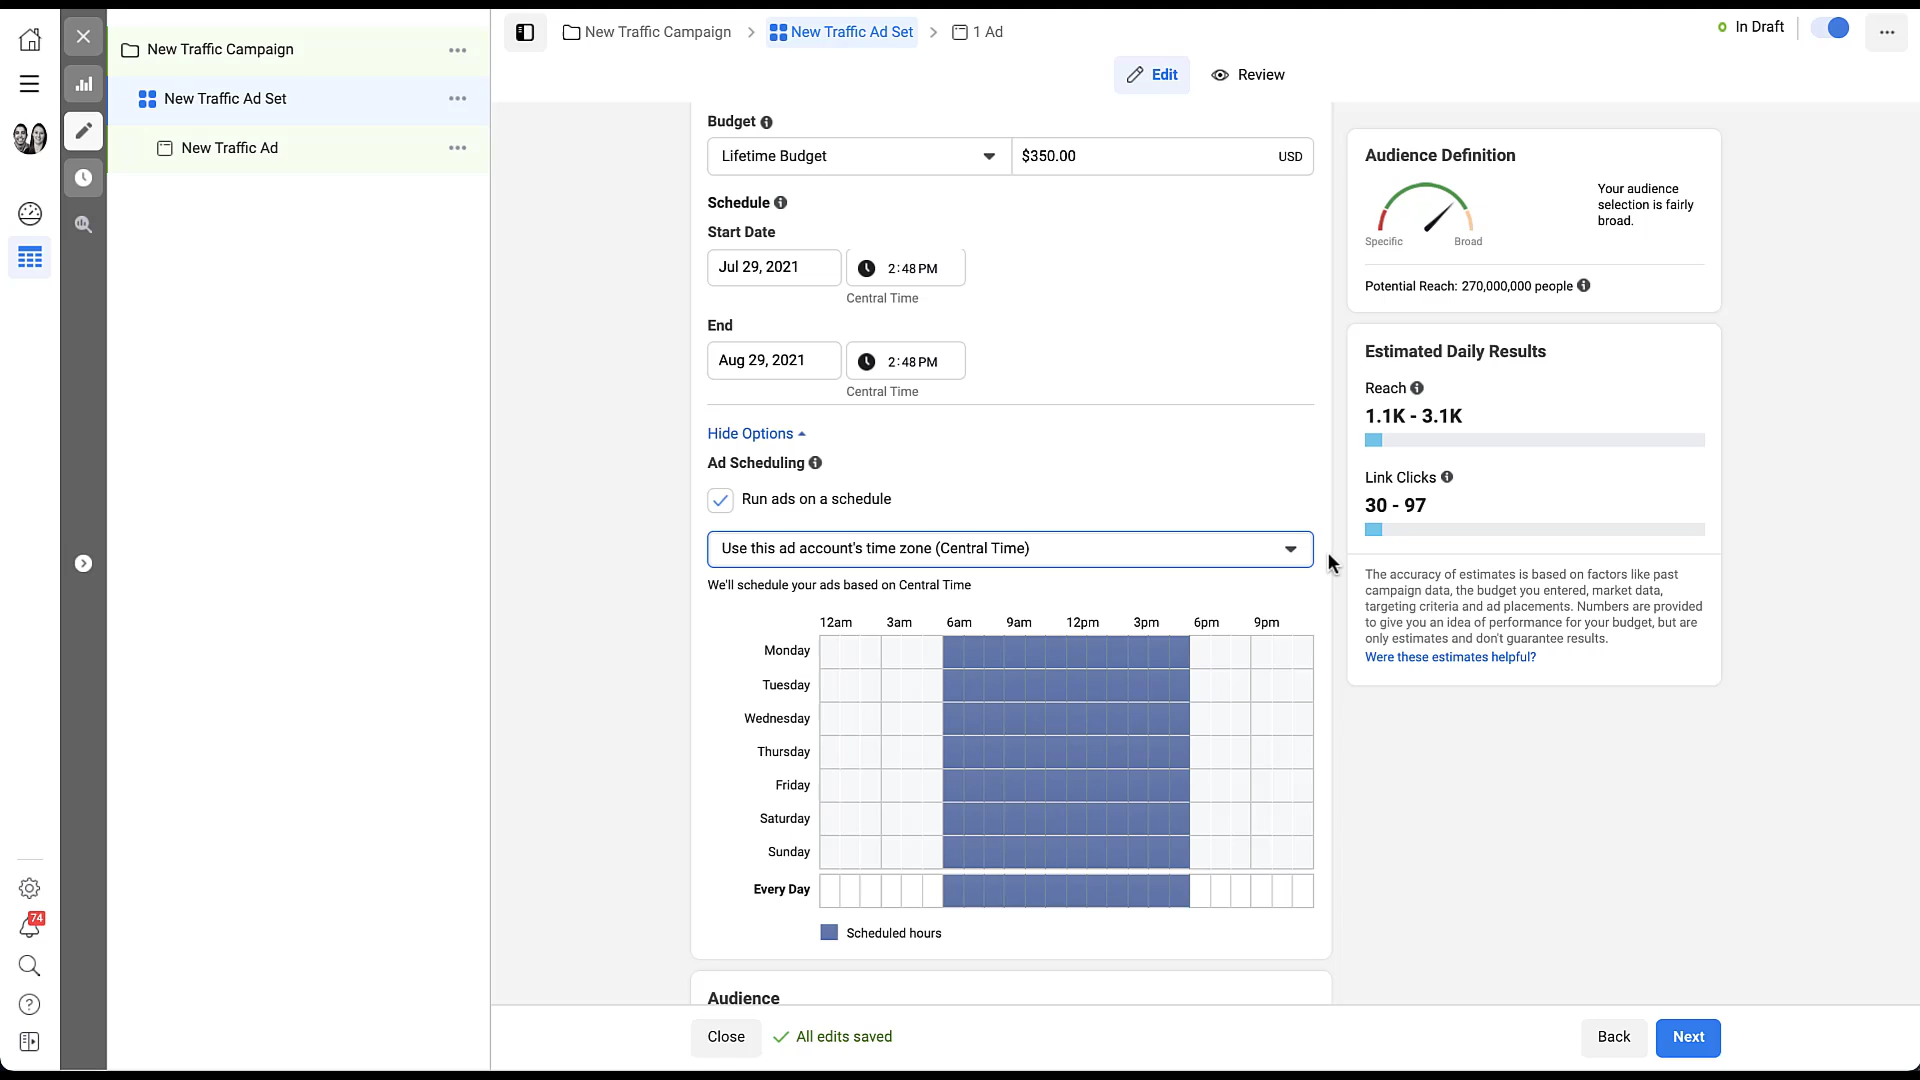 New Traffic Campaign
New Traffic Ad Set
New Traffic Ad
74
New Traffic Campaign
New Traffic Ad Set
1 Ad
In Draft
Edit
Review
Budget
Lifetime Budget
$350.00
USD
Schedule
Start Date
Jul 29, 2021
2:48 PM
Central Time
End
Aug 29, 2021
2:48 PM
Central Time
Hide Options
Ad Scheduling
Run ads on a schedule
Use this ad account's time zone (Central Time)
We'll schedule your ads based on Central Time
12am 3am 6am 9am 12pm 3pm 6pm 9pm
Monday
Tuesday
Wednesday
Thursday
Friday
Saturday
Sunday
Every Day
Scheduled hours
Audience
Audience Definition
Your audience
selection is fairly
broad.
Specific
Broad
Potential Reach: 270,000,000 people
Estimated Daily Results
Reach
1.1K - 3.1K
Link Clicks
30 - 97
The accuracy of estimates is based on factors like past
campaign data, the budget you entered, market data,
targeting criteria and ad placements. Numbers are provided
to give you an idea of performance for your budget, but are
only estimates and don't guarantee results.
Were these estimates helpful?
Close
All edits saved
Back
Next